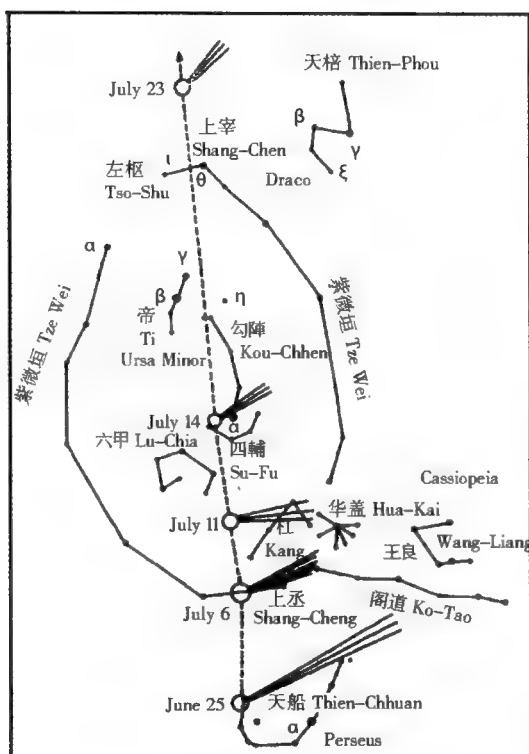 天棓 Thien-Phou
July 23
β
γ
上宰
Shang-Chen
ξ
ι
左枢
Tso-Shu
θ
Draco
α
γ
β
η
紫微垣 Tze Wei
紫微垣 Tze Wei
帝
Ti
Ursa Minor
勾陣
Kou-Chhen
July 14
α
六甲 Lu-Chia
四輔
Su-Fu
Cassiopeia
July 11
杠
Kang
华盖 Hua-Kai
王良 Wang-Liang
July 6
上丞
Shang-Cheng
阁道 Ko-Tao
June 25
天船 Thien-Chhuan
α
Perseus